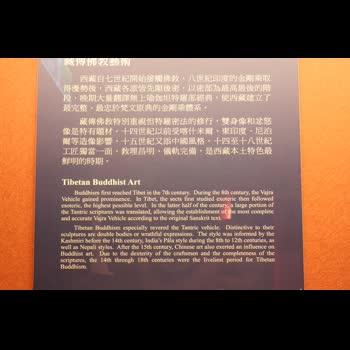 藏傳佛教藝術
西藏自七世紀開始接觸佛教。八世紀印度的金剛乘取
得優勢後,西藏各派皆先顯後密,以密部為最高最後的階
段,晚期大量翻譯無上瑜伽坦特羅部經典,使西藏建立了
最完整、最忠於梵文原典的金剛乘體系。
藏傳佛教特別重視怛特羅密法的修行,雙身像和忿怒
像是特有題材。十四世紀以前受喀什米爾、東印度、尼泊
爾等造像影響,十五世紀又添中國風格。十四至十八世紀
工匠獨當一面,教理昌明,儀軌完備,是西藏本土特色最
鮮明的時期。
Tibetan Buddhist Art
Buddhism first reached Tibet in the 7th century. During the 8th century, the Vajra
Vehicle gained prominence. In Tibet, the sects first studied exoteric then followed
esoteric, the highest possible level. In the latter half of the century, a large portion of
the Tantric scriptures was translated, allowing the establishment of the most complete
and accurate Vajra Vehicle according to the original Sanskrit text.
Tibetan Buddhism especially revered the Tantric vehicle. Distinctive to their
sculptures are double bodies or wrathful expressions. The style was informed by the
Kashmiri before the 14th century, India's Pāla style during the 8th to 12th centuries, as
well as Nepali styles. After the 15th century, Chinese art also exerted an influence on
Buddhist Art. Due to the dexterity of the craftsmen and the completeness of the
scriptures, the 14th through 18th centuries were the liveliest period for Tibetan
Buddhism.